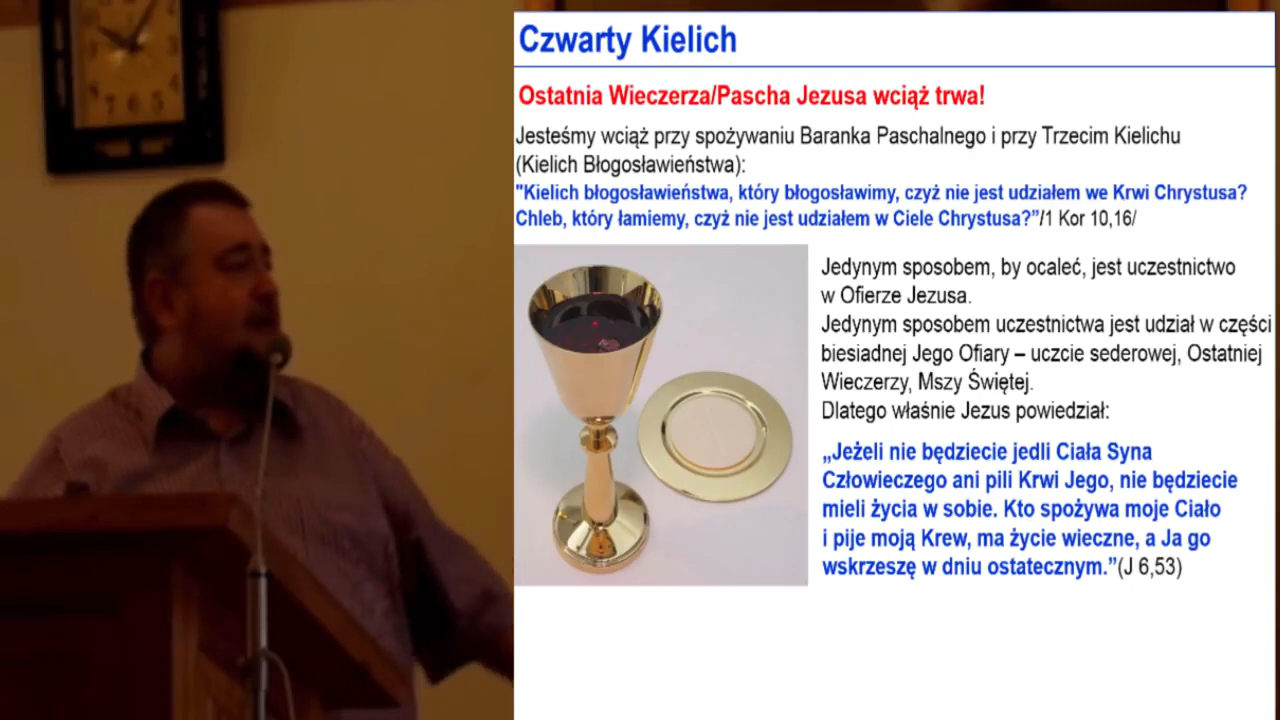 Czwarty Kielich
Ostatnia Wieczerza/Pascha Jezusa wciąż trwa!
Jesteśmy wciąż przy spożywaniu Baranka Paschalnego i przy Trzecim Kielichu
(Kielich Błogosławieństwa):
"Kielich błogosławieństwa, który błogosławimy, czyż nie jest udziałem we Krwi Chrystusa?
Chleb, który łamiemy, czyż nie jest udziałem w Ciele Chrystusa?”/1 Kor 10,16/
Jedynym sposobem, by ocaleć, jest uczestnictwo
w Ofierze Jezusa.
Jedynym sposobem uczestnictwa jest udział w części
biesiadnej Jego Ofiary – uczcie sederowej, Ostatniej
Wieczerzy, Mszy Świętej.
Dlatego właśnie Jezus powiedział:
„Jeżeli nie będziecie jedli Ciała Syna
Człowieczego ani pili Krwi Jego, nie będziecie
mieli życia w sobie. Kto spożywa moje Ciało
i pije moją Krew, ma życie wieczne, a Ja go
wskrzeszę w dniu ostatecznym.”(J 6,53)